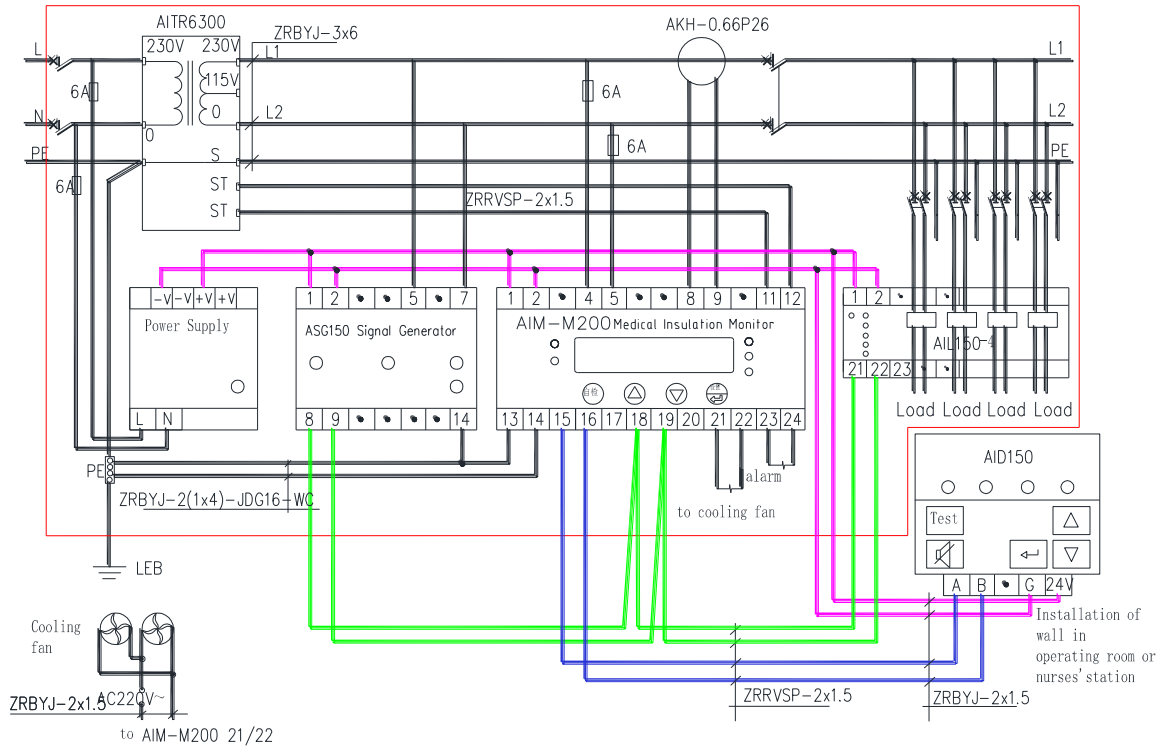 AITR6300
AKH-0.66P26
ZRBYJ-3x6
L 230V 230V L1 L1
6A 115V 6A
N 0 0 L2 L2
6A
PE S PE
6A
ST
ST
ZRRVSP-2x1.5
-V -V +V +V
Power Supply
L N
1 2 5 7
ASG150 Signal Generator
8 9 14
1 2 4 5 8 9 11 12
AIM-M200 Medical Insulation Monitor
自检
13 14 15 16 17 18 19 20 21 22 23 24
1 2
AIL150-4
21 22 23
Load Load Load Load
alarm
to cooling fan
PE
ZRBYJ-2(1x4)-JDG16-WC
LEB
AID150
Test
A B G 24V
Installation of
wall in
operating room or
nurses'station
Cooling
fan
AC220V~
ZRBYJ-2x1.5
to AIM-M200 21/22
ZRRVSP-2x1.5
ZRBYJ-2x1.5